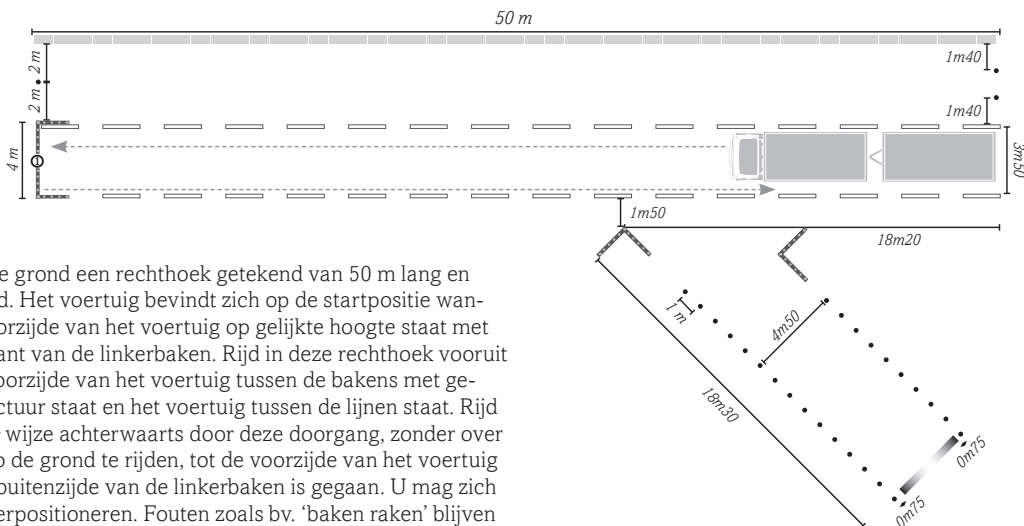 50 m
2 m
2 m
1m40
1m40
4 m
1
3m50
1m50
18m20
e grond een rechthoek getekend van 50 m lang en
d. Het voertuig bevindt zich op de startpositie wan-
orzijde van het voertuig op gelijkte hoogte staat met
ant van de linkerbaken. Rijd in deze rechthoek vooruit
oorzijde van het voertuig tussen de bakens met ge-
ctuur staat en het voertuig tussen de lijnen staat. Rijd
e wijze achterwaarts door deze doorgang, zonder over
p de grond te rijden, tot de voorzijde van het voertuig
buitenzijde van de linkerbaken is gegaan. U mag zich
erpositioneren. Fouten zoals bv. ‘baken raken’ blijven
1 m
4m50
18m30
0m75
0m75